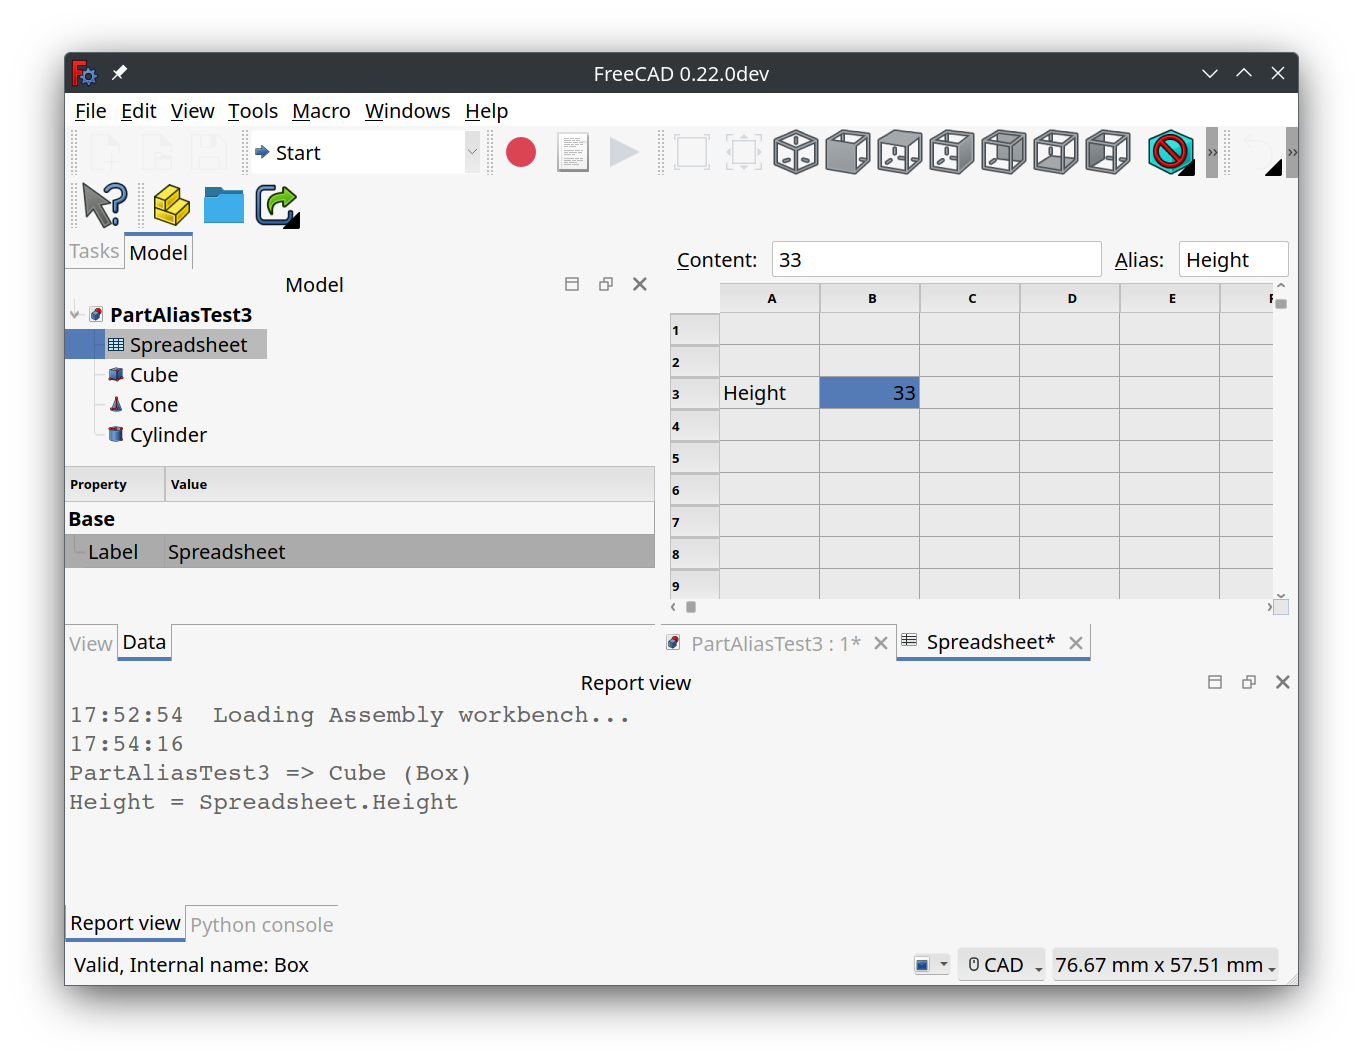 FreeCAD 0.22.0dev
File Edit View Tools Macro Windows Help
Start
Tasks Model
Model
PartAliasTest3
Spreadsheet
Cube
Cone
Cylinder
Property Value
Base
Label Spreadsheet
View Data
Content: 33 Alias: Height
A B C D E F
1
2
3 Height 33
4
5
6
7
8
9
PartAliasTest3 : 1* Spreadsheet*
Report view
17:52:54 Loading Assembly workbench...
17:54:16
PartAliasTest3 => Cube (Box)
Height = Spreadsheet.Height
Report view Python console
Valid, Internal name: Box CAD 76.67 mm x 57.51 mm